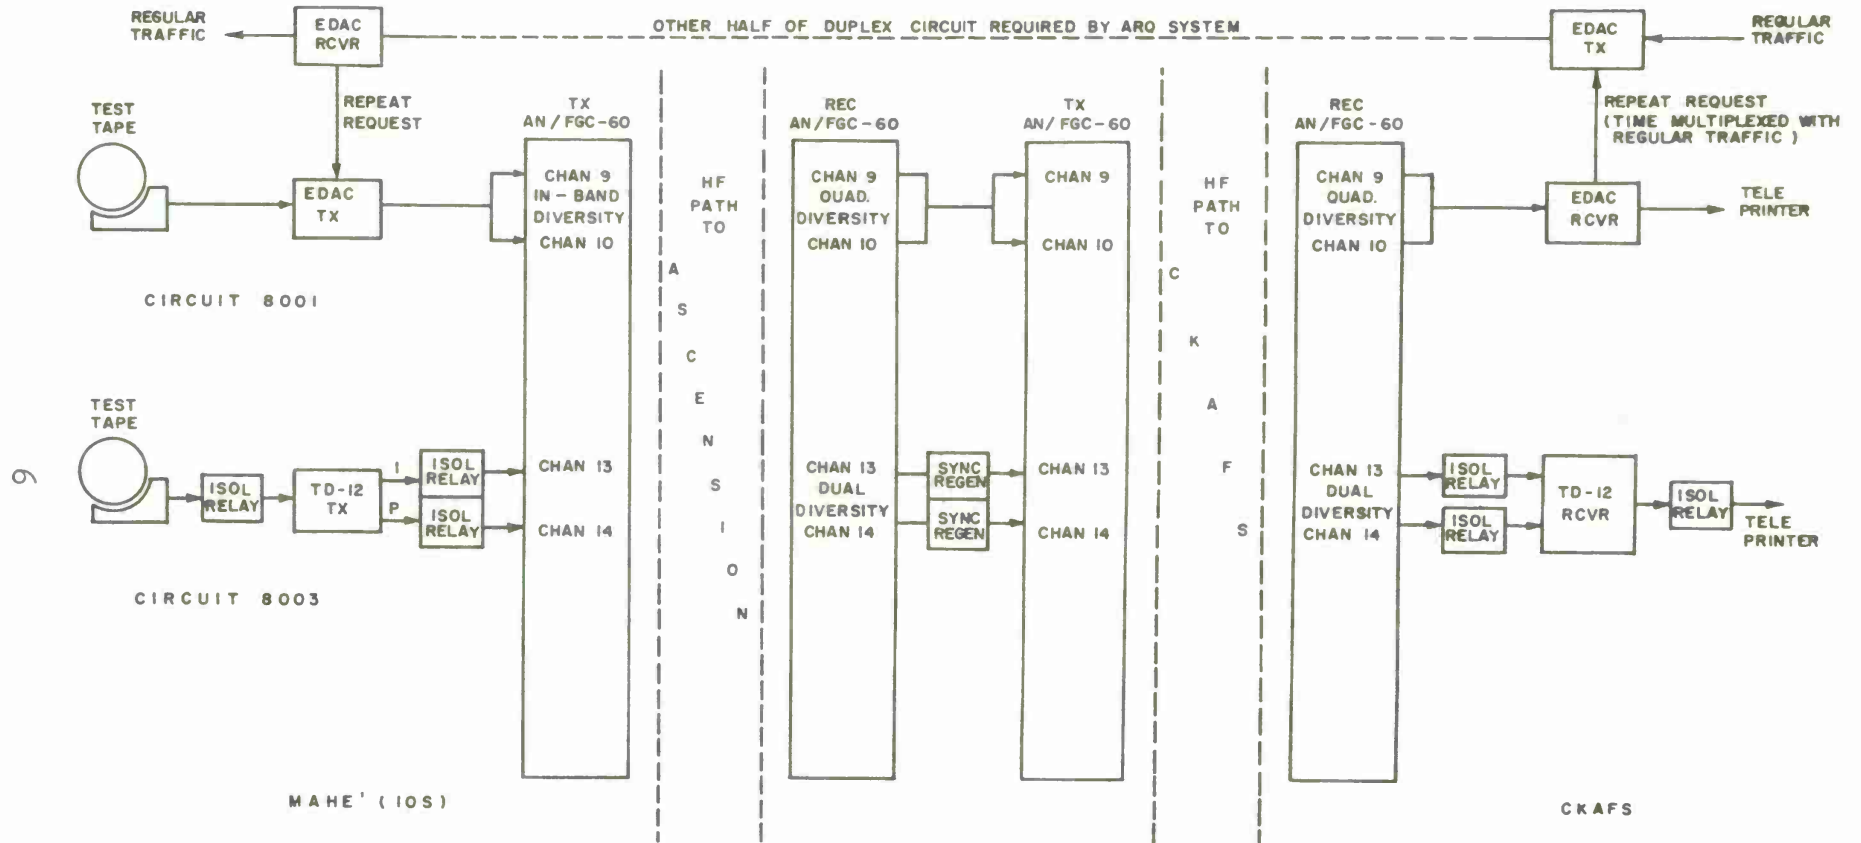 REGULAR
TRAFFIC
EDAC
RCVR
OTHER HALF OF DUPLEX CIRCUIT REQUIRED BY ARQ SYSTEM
EDAC
TX
REGULAR
TRAFFIC
TEST
TAPE
REPEAT
REQUEST
EDAC
TX
CIRCUIT 8001
TX
AN/FGC-60
CHAN 9
IN-BAND
DIVERSITY
CHAN 10
HF
PATH
TO
ASCENSION
REC
AN/FGC-60
CHAN 9
QUAD.
DIVERSITY
CHAN 10
TX
AN/FGC-60
CHAN 9
CHAN 10
HF
PATH
TO
CKAFS
REC
AN/FGC-60
CHAN 9
QUAD.
DIVERSITY
CHAN 10
REPEAT REQUEST
(TIME MULTIPLEXED WITH
REGULAR TRAFFIC)
EDAC
RCVR
TELE
PRINTER
TEST
TAPE
ISOL
RELAY
TD-12
TX
I
P
ISOL
RELAY
ISOL
RELAY
CHAN 13
CHAN 14
CHAN 13
DUAL
DIVERSITY
CHAN 14
SYNC
REGEN
SYNC
REGEN
CHAN 13
CHAN 14
CHAN 13
DUAL
DIVERSITY
CHAN 14
ISOL
RELAY
ISOL
RELAY
TD-12
RCVR
ISOL
RELAY
TELE
PRINTER
CIRCUIT 8003
MAHE' (IOS)
CKAFS
9